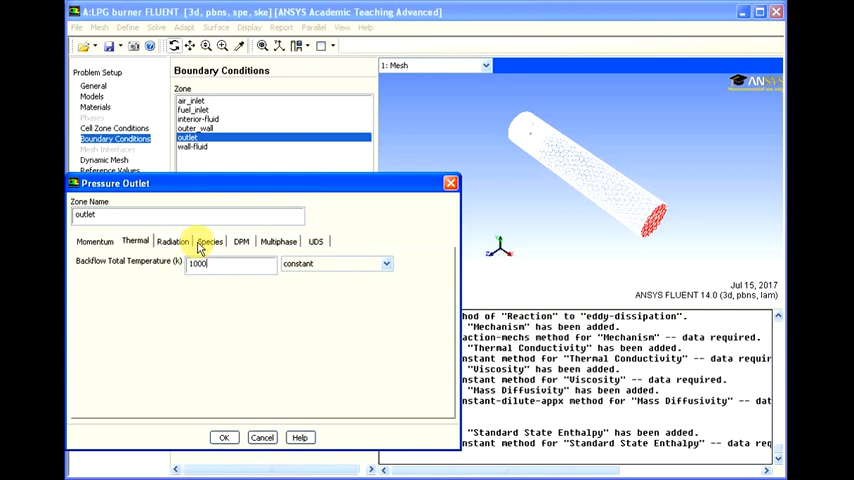 A:LPG burner FLUENT [3d, pbns, spe, ske] [ANSYS Academic Teaching Advanced]
File Mesh Define Solve Adapt Surface Display Report Parallel View Help
Problem Setup
General
Models
Materials
Phases
Cell Zone Conditions
Boundary Conditions
Mesh Interfaces
Dynamic Mesh
Reference Values
Boundary Conditions
Zone
air_inlet
fuel_inlet
interior-fluid
outer_wall
outlet
wall-fluid
1: Mesh
ANSYS
Noncommercial use only
Pressure Outlet
Zone Name
outlet
Momentum Thermal Radiation Species DPM Multiphase UDS
Backflow Total Temperature (k) 1000 constant
OK Cancel Help
Jul 15, 2017
ANSYS FLUENT 14.0 (3d, pbns, lam)
hod of "Reaction" to "eddy-dissipation".
"Mechanism" has been added.
action-mechs method for "Mechanism" -- data required.
"Thermal Conductivity" has been added.
nstant method for "Thermal Conductivity" -- data requir
"Viscosity" has been added.
nstant method for "Viscosity" -- data required.
"Mass Diffusivity" has been added.
nstant-dilute-appx method for "Mass Diffusivity" -- dat
"Standard State Enthalpy" has been added.
nstant method for "Standard State Enthalpy" -- data req